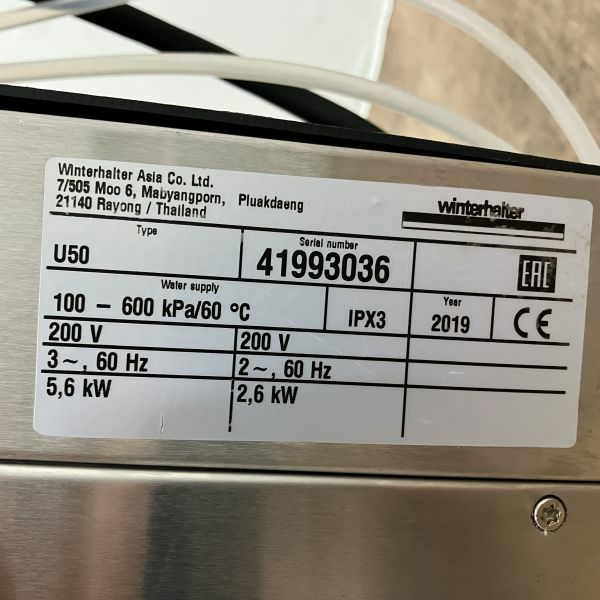 Winterhalter Asia Co. Ltd.
7/505 Moo 6, Mabyangporn, Pluakdaeng
21140 Rayong / Thailand
winterhalter
Type
U50
Serial number
41993036
EAC
Water supply
100 – 600 kPa/60 °C
IPX3
Year
2019
CE
200 V
200 V
3~, 60 Hz
2~, 60 Hz
5,6 kW
2,6 kW